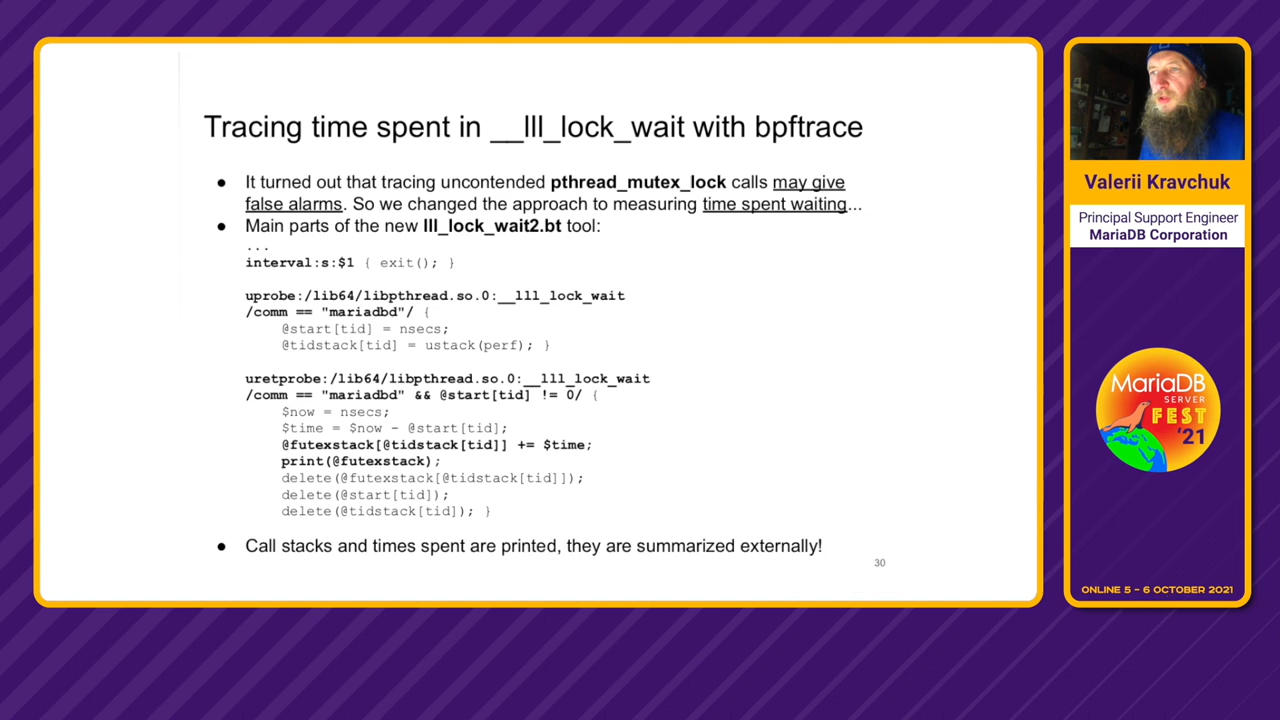 Tracing time spent in __lll_lock_wait with bpftrace
● It turned out that tracing uncontended pthread_mutex_lock calls may give
false alarms. So we changed the approach to measuring time spent waiting...
● Main parts of the new lll_lock_wait2.bt tool:
...
interval:s:$1 { exit(); }
uprobe:/lib64/libpthread.so.0:__lll_lock_wait
/comm == "mariadbd"/ {
@start[tid] = nsecs;
@tidstack[tid] = ustack(perf); }
uretprobe:/lib64/libpthread.so.0:__lll_lock_wait
/comm == "mariadbd" && @start[tid] != 0/ {
$now = nsecs;
$time = $now - @start[tid];
@futexstack[@tidstack[tid]] += $time;
print(@futexstack);
delete(@futexstack[@tidstack[tid]]);
delete(@start[tid]);
delete(@tidstack[tid]); }
● Call stacks and times spent are printed, they are summarized externally!
30
Valerii Kravchuk
Principal Support Engineer
MariaDB Corporation
MariaDB
SERVER
FEST
'21
ONLINE 5 - 6 OCTOBER 2021